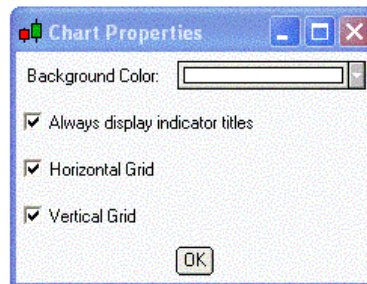 Chart Properties
Background Color:
Always display indicator titles
Horizontal Grid
Vertical Grid
OK